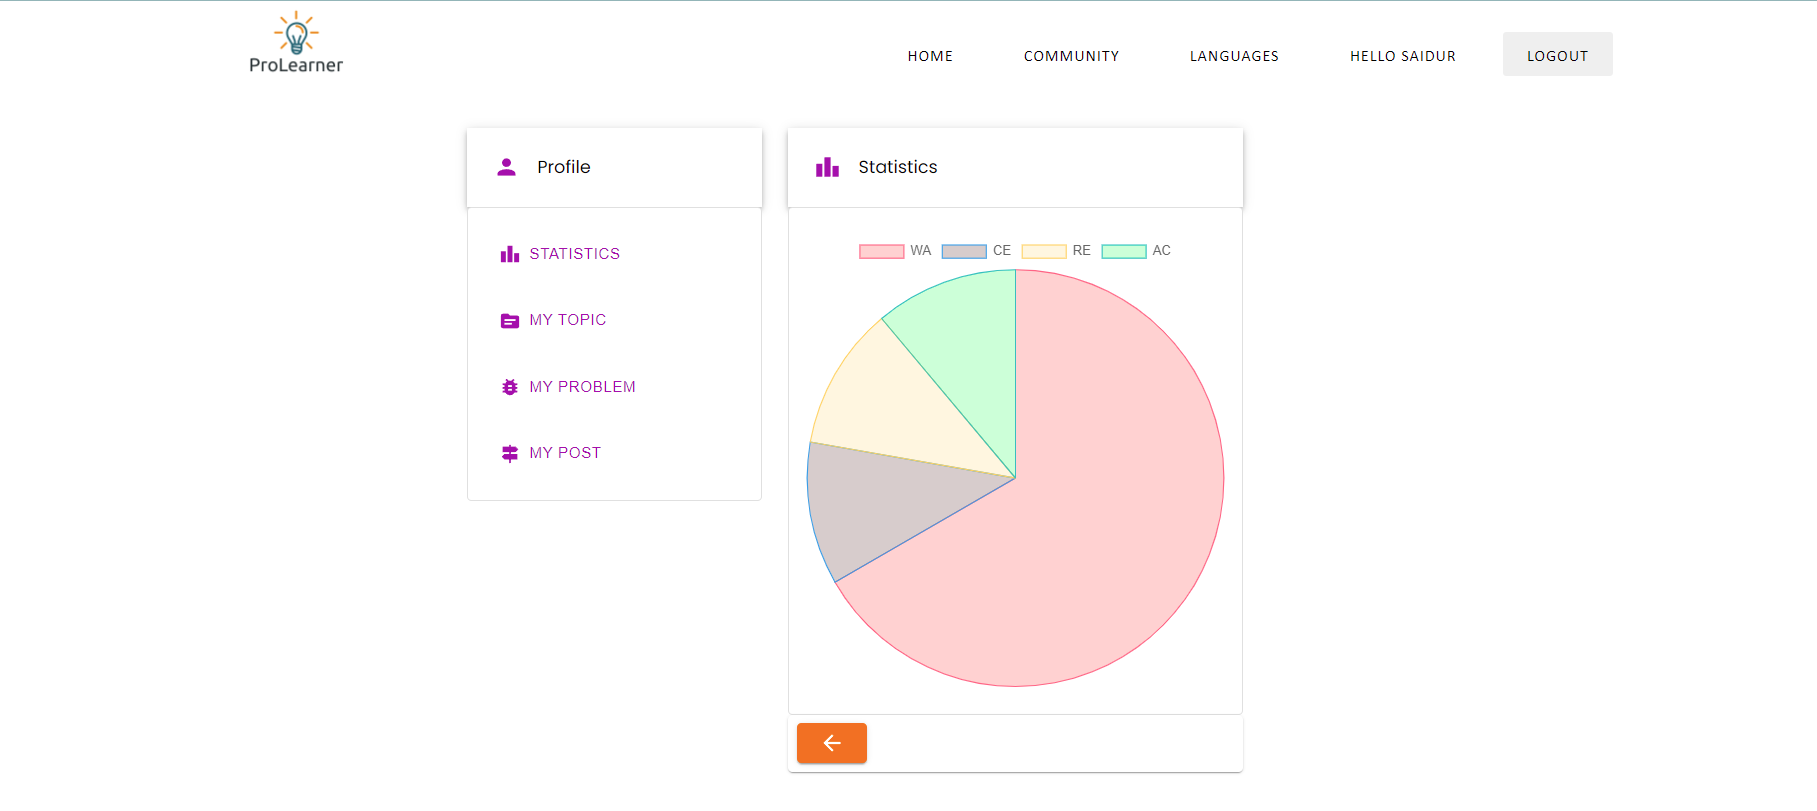 ProLearner
HOME COMMUNITY LANGUAGES HELLO SAIDUR LOGOUT
Profile
STATISTICS
MY TOPIC
MY PROBLEM
MY POST
Statistics
WA CE RE AC